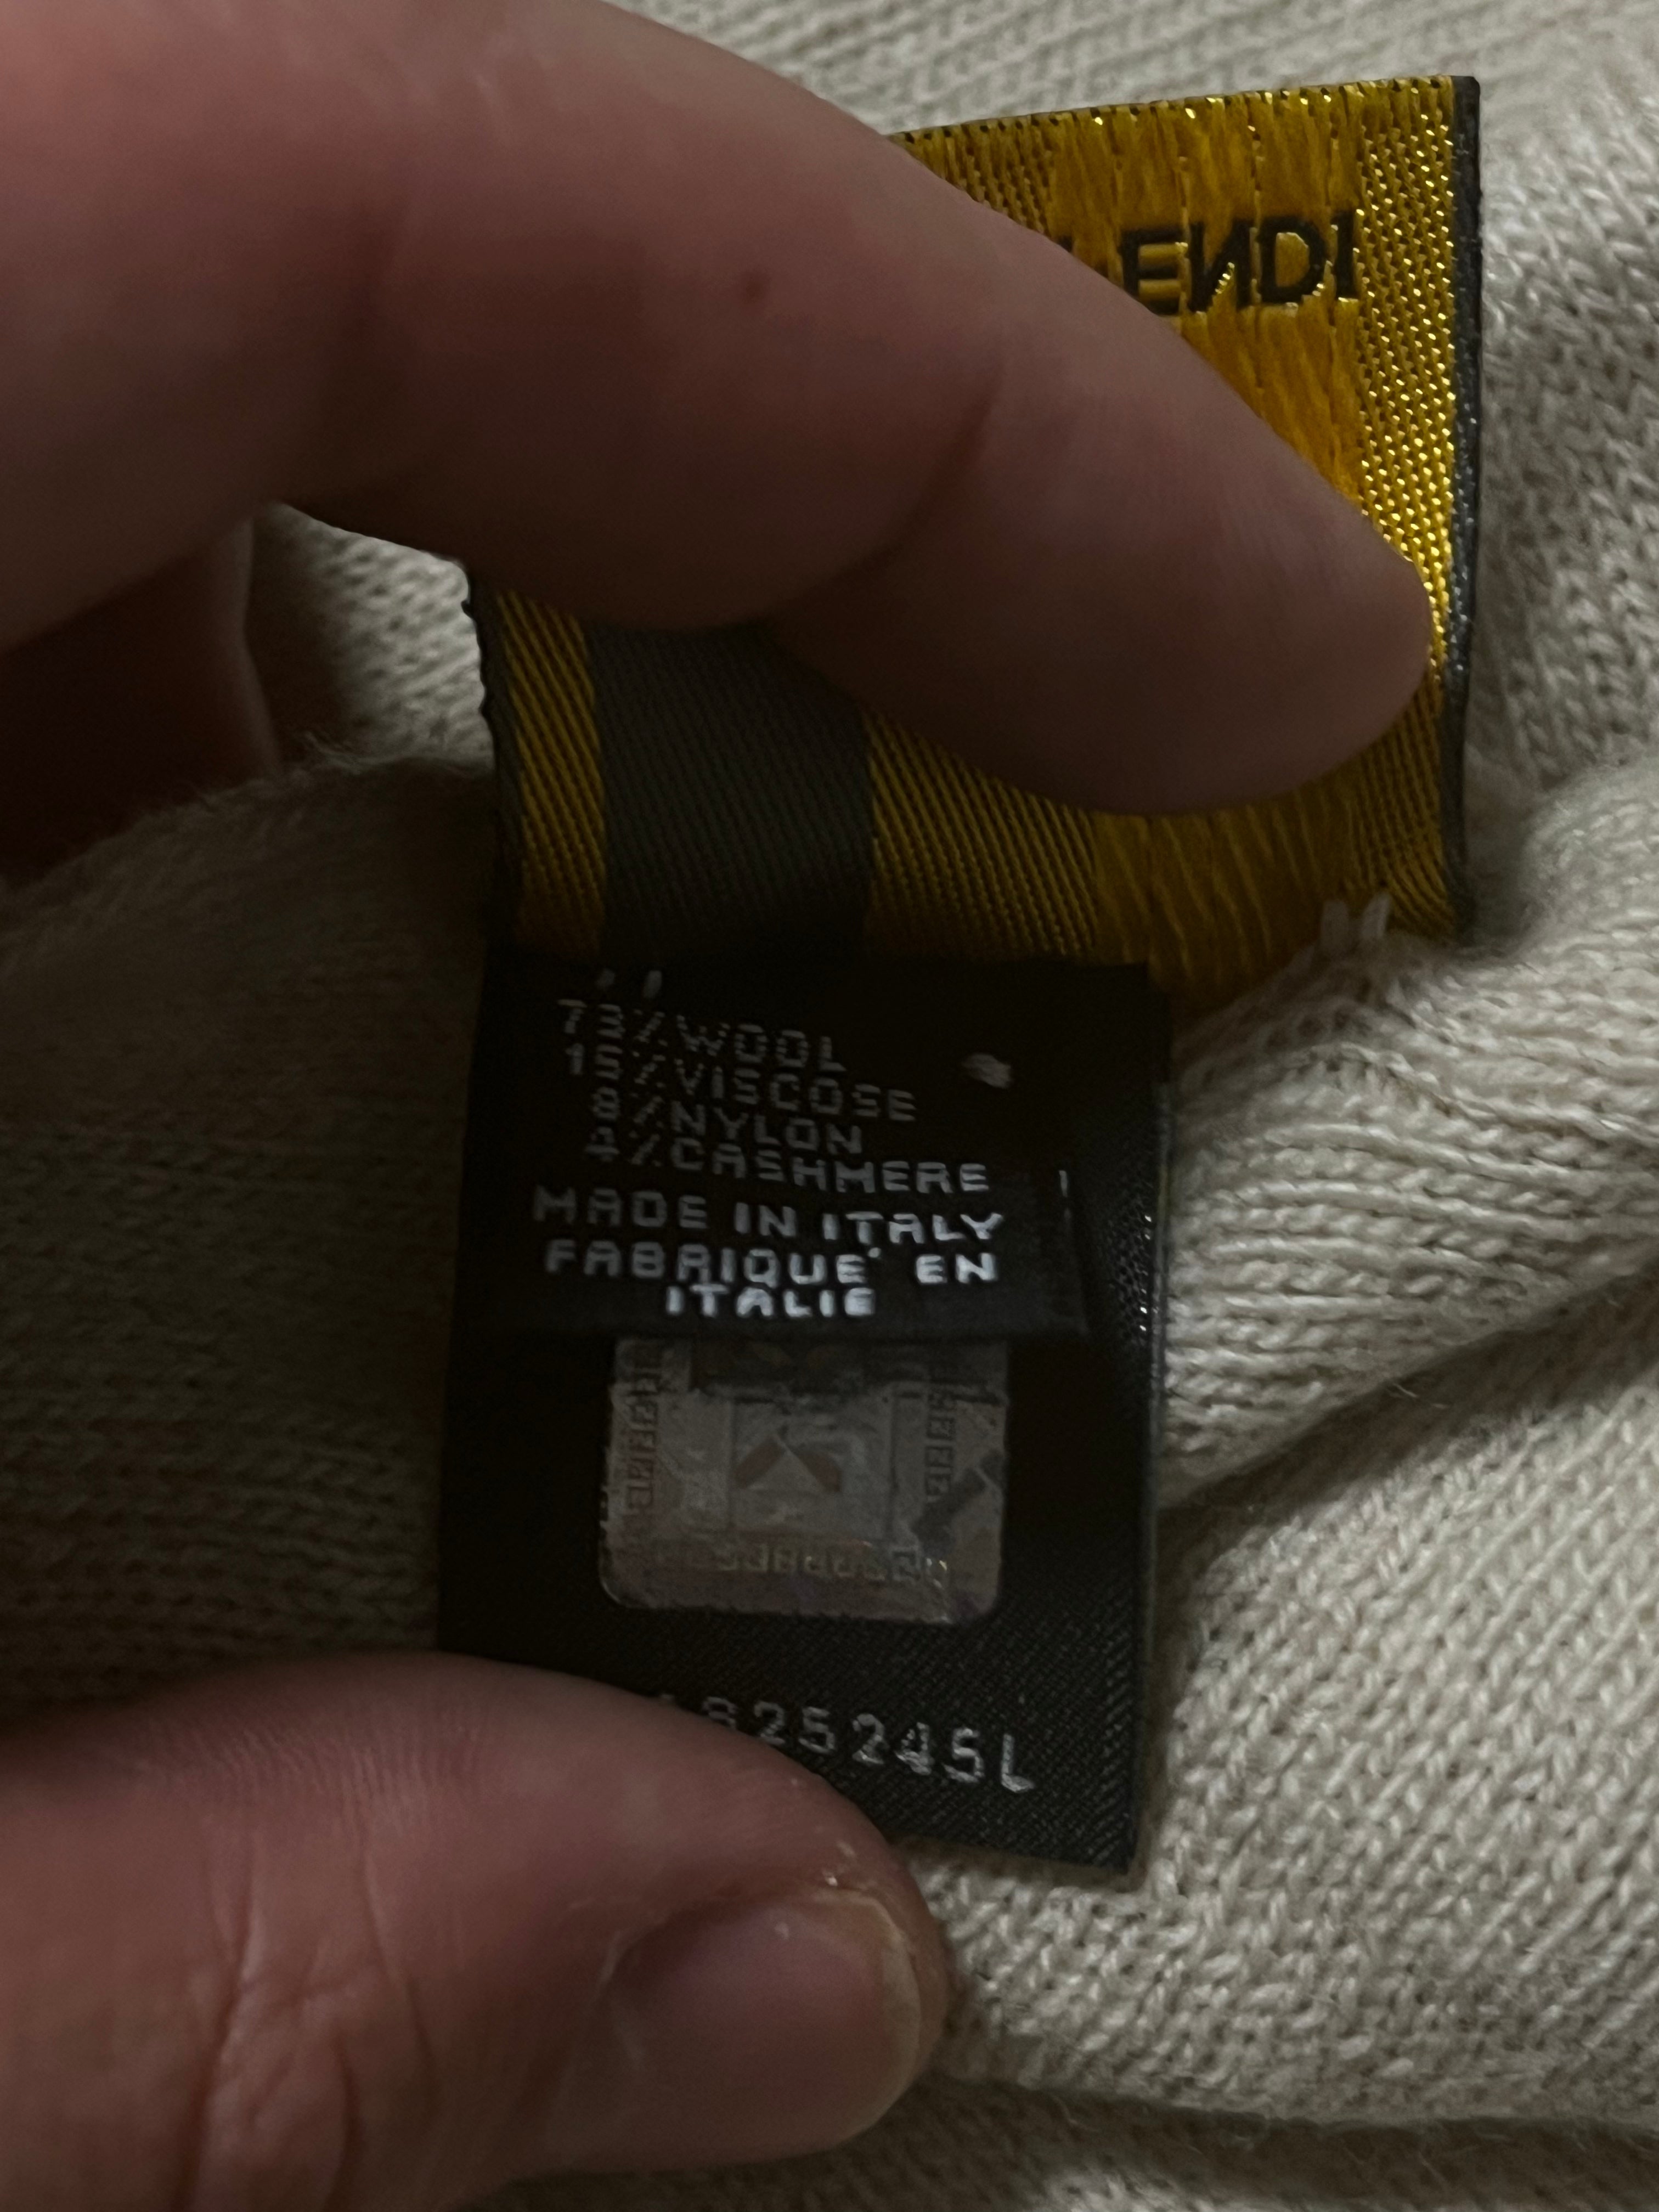 ENDI
73%WOOL
15%VISCOSE
8%NYLON
4%CASHMERE
MADE IN ITALY
FABRIQUE' EN
ITALIE
825245L